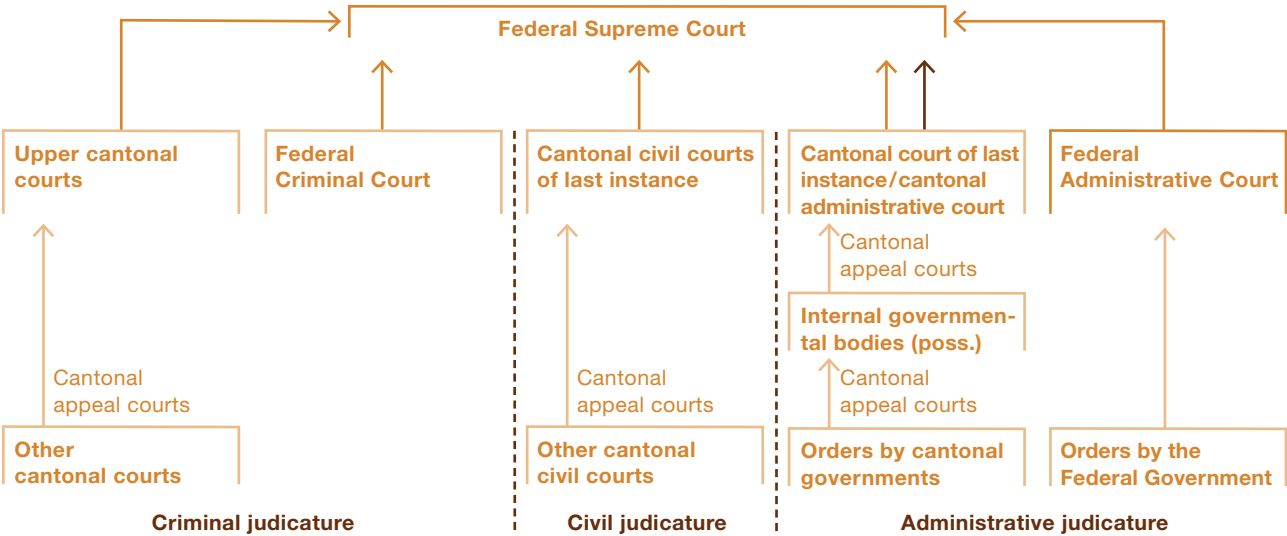 Federal Supreme Court
Upper cantonal
courts
Federal
Criminal Court
Cantonal civil courts
of last instance
Cantonal court of last
instance/cantonal
administrative court
Federal
Administrative Court
Cantonal
appeal courts
Internal governmen-
tal bodies (poss.)
Cantonal
appeal courts
Cantonal
appeal courts
Cantonal
appeal courts
Other
cantonal courts
Other cantonal
civil courts
Orders by cantonal
governments
Orders by the
Federal Government
Criminal judicature
Civil judicature
Administrative judicature